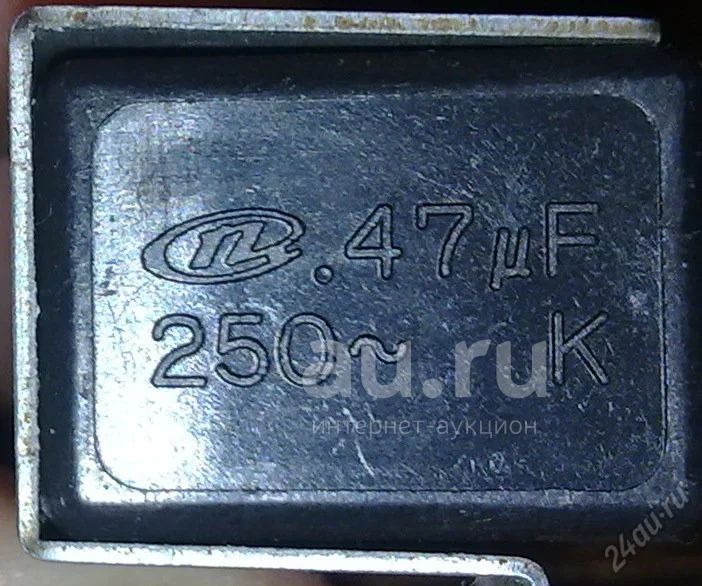 .47μF
250~ K
au.ru
интернет-аукцион
24au.ru